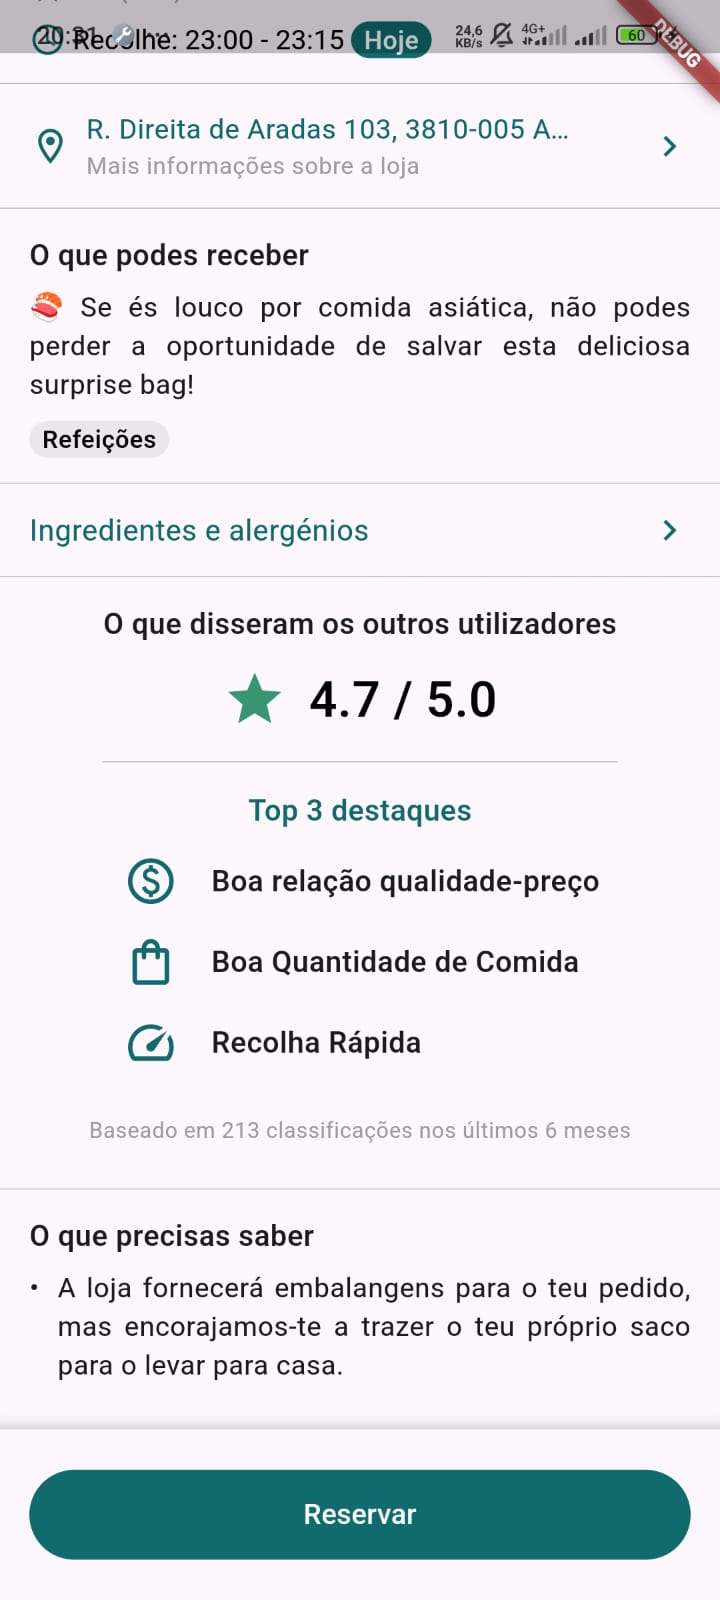 20:31
24,6
KB/s
4G+
60
DEBUG
Recolhe: 23:00 - 23:15 Hoje
R. Direita de Aradas 103, 3810-005 A...
Mais informações sobre a loja
O que podes receber
🍣 Se és louco por comida asiática, não podes
perder a oportunidade de salvar esta deliciosa
surprise bag!
Refeições
Ingredientes e alergénios
O que disseram os outros utilizadores
4.7 / 5.0
Top 3 destaques
Boa relação qualidade-preço
Boa Quantidade de Comida
Recolha Rápida
Baseado em 213 classificações nos últimos 6 meses
O que precisas saber
• A loja fornecerá embalangens para o teu pedido,
mas encorajamos-te a trazer o teu próprio saco
para o levar para casa.
Reservar